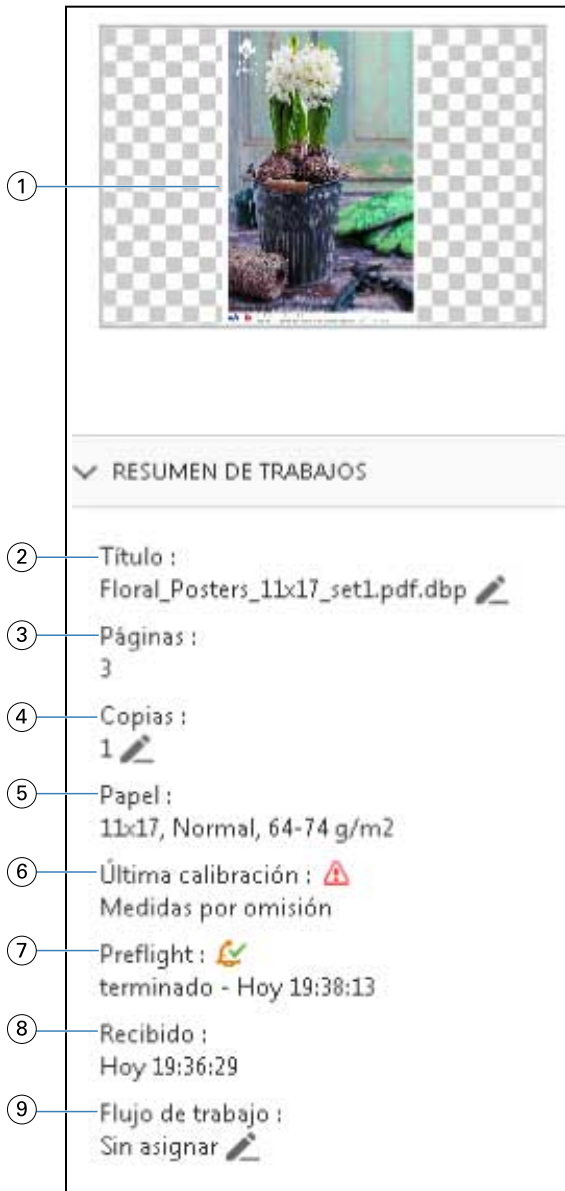 1
RESUMEN DE TRABAJOS
2
Título :
Floral_Posters_11x17_set1.pdf.dbp
3
Páginas :
3
4
Copias :
1
5
Papel :
11x17, Normal, 64-74 g/m2
6
Última calibración :
Medidas por omisión
7
Preflight :
terminado - Hoy 19:38:13
8
Recibido :
Hoy 19:36:29
9
Flujo de trabajo :
Sin asignar